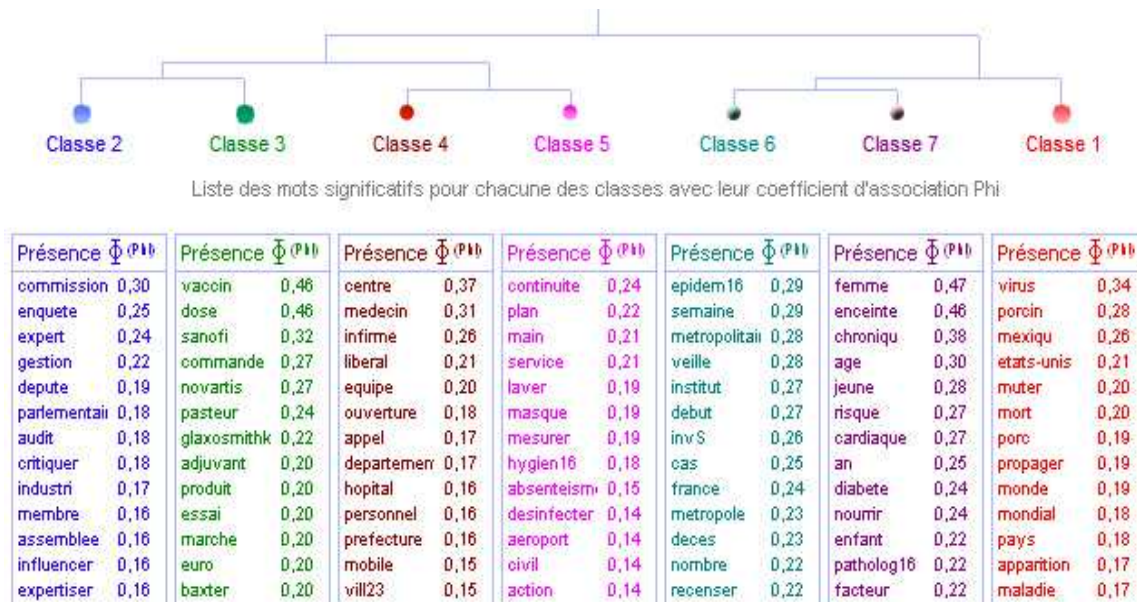 Classe 2 Classe 3 Classe 4 Classe 5 Classe 6 Classe 7 Classe 1
Liste des mots significatifs pour chacune des classes avec leur coefficient d'association Phi
Présence Φ (Phi) Présence Φ (Phi) Présence Φ (Phi) Présence Φ (Phi) Présence Φ (Phi) Présence Φ (Phi) Présence Φ (Phi)
commission 0,30 vaccin 0,46 centre 0,37 continuite 0,24 epidem16 0,29 femme 0,47 virus 0,34
enquete 0,25 dose 0,46 medecin 0,31 plan 0,22 semaine 0,29 enceinte 0,46 porcin 0,28
expert 0,24 sanofi 0,32 infirme 0,26 main 0,21 metropolitai 0,28 chroniqu 0,38 mexiqu 0,26
gestion 0,22 commande 0,27 liberal 0,21 service 0,21 veille 0,28 age 0,30 etats-unis 0,21
depute 0,19 novartis 0,27 equipe 0,20 laver 0,19 institut 0,27 jeune 0,28 muter 0,20
parlementai 0,18 pasteur 0,24 ouverture 0,18 masque 0,19 debut 0,27 risque 0,27 mort 0,20
audit 0,18 glaxosmithk 0,22 appel 0,17 mesurer 0,19 invS 0,26 cardiaque 0,27 porc 0,19
critiquer 0,18 adjuvant 0,20 departemen 0,17 hygien16 0,18 cas 0,25 an 0,25 propager 0,19
industri 0,17 produit 0,20 hopital 0,16 absenteism 0,15 france 0,24 diabete 0,24 monde 0,19
membre 0,16 essai 0,20 personnel 0,16 desinfecter 0,14 metropole 0,23 nourrir 0,24 mondial 0,18
assemblee 0,16 marche 0,20 prefecture 0,16 aeroport 0,14 deces 0,23 enfant 0,22 pays 0,18
influencer 0,16 euro 0,20 mobile 0,15 civil 0,14 nombre 0,22 patholog16 0,22 apparition 0,17
expertiser 0,16 baxter 0,20 vill23 0,15 action 0,14 recenser 0,22 facteur 0,22 maladie 0,17